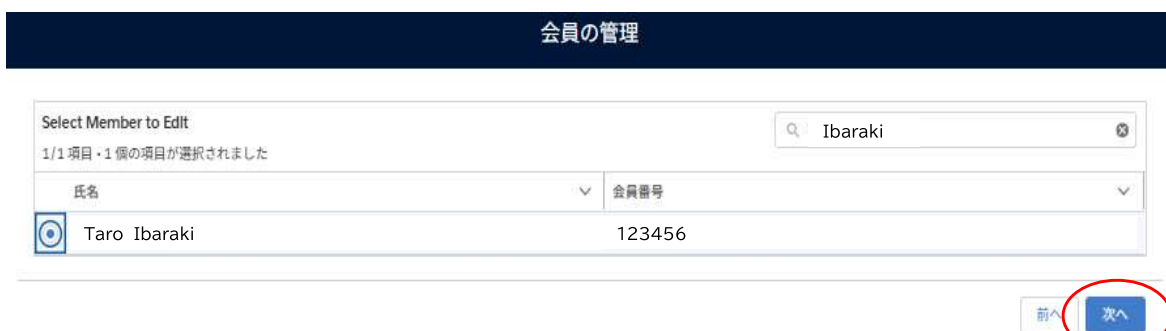 会員の管理
Select Member to Edit
Ibaraki
1/1 項目・1 個の項目が選択されました
氏名
会員番号
Taro Ibaraki
123456
前へ
次へ